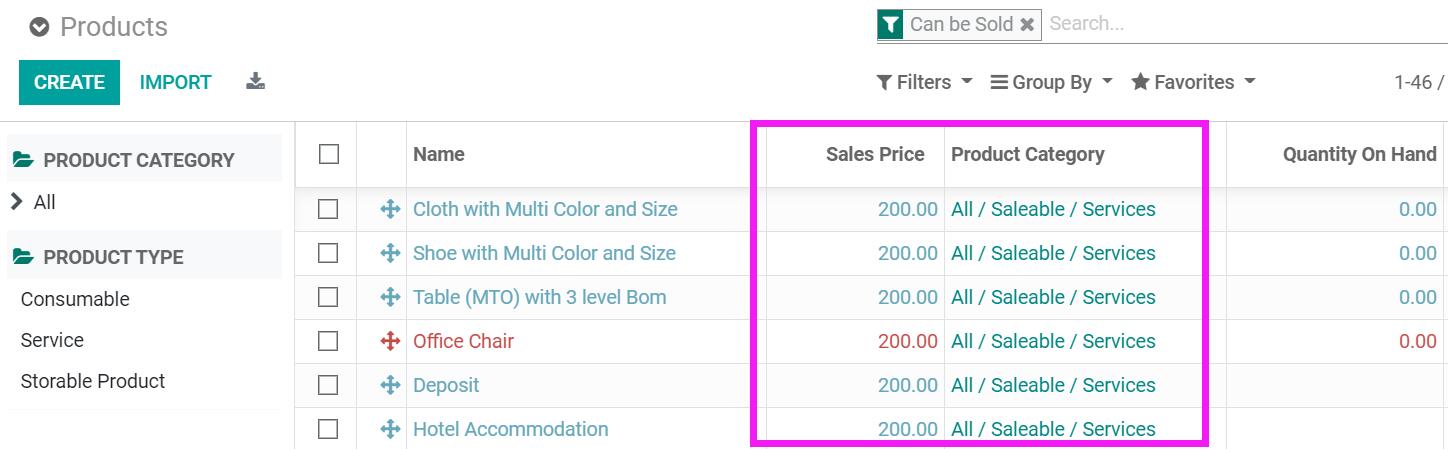 Products
Can be Sold
Search...
CREATE IMPORT
Filters Group By Favorites 1-46 /
PRODUCT CATEGORY
All
PRODUCT TYPE
Consumable
Service
Storable Product
Name Sales Price Product Category Quantity On Hand
Cloth with Multi Color and Size 200.00 All / Saleable / Services 0.00
Shoe with Multi Color and Size 200.00 All / Saleable / Services 0.00
Table (MTO) with 3 level Bom 200.00 All / Saleable / Services 0.00
Office Chair 200.00 All / Saleable / Services 0.00
Deposit 200.00 All / Saleable / Services
Hotel Accommodation 200.00 All / Saleable / Services